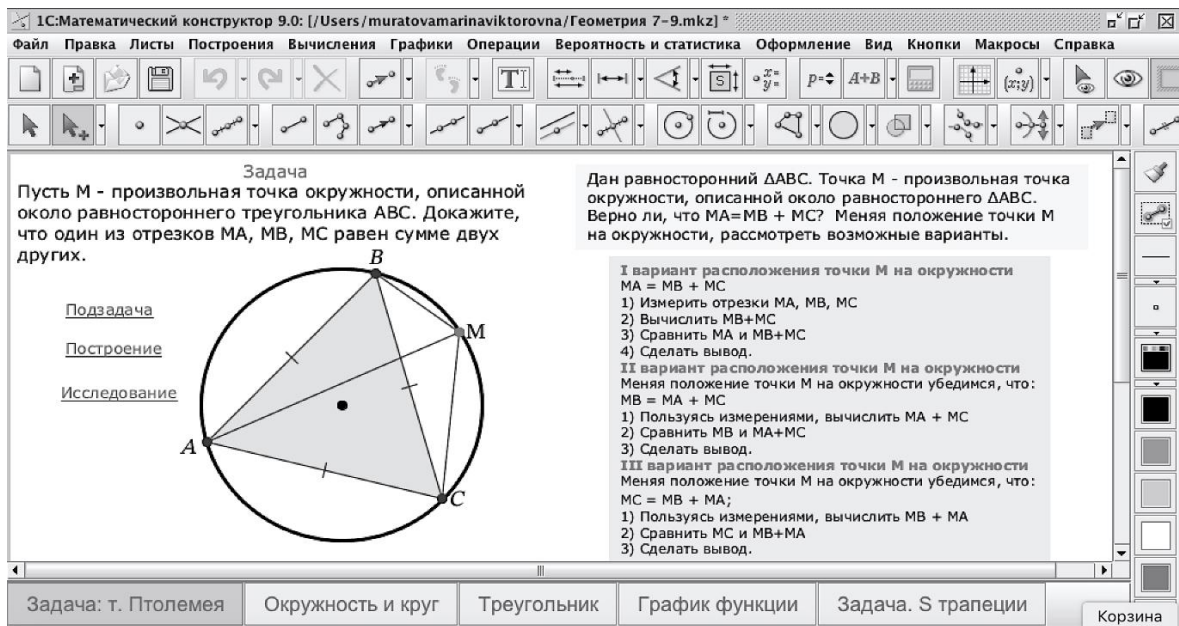 1С:Математический конструктор 9.0: [/Users/muratovamarinaviktorovna/Геометрия 7-9.mkz] *
Файл Правка Листы Построения Вычисления Графики Операции Вероятность и статистика Оформление Вид Кнопки Макросы Справка
T S x= y= p= A+B (x;y)
Задача
Пусть М - произвольная точка окружности, описанной
около равностороннего треугольника АВС. Докажите,
что один из отрезков МА, МВ, МС равен сумме двух
других.
Подзадача
Построение
Исследование
B
M
A
C
Дан равносторонний ΔАВС. Точка М - произвольная точка
окружности, описанной около равностороннего ΔАВС.
Верно ли, что МА=МВ + МС? Меняя положение точки М
на окружности, рассмотреть возможные варианты.
I вариант расположения точки М на окружности
МА = МВ + МС
1) Измерить отрезки МА, МВ, МС
2) Вычислить МВ+МС
3) Сравнить МА и МВ+МС
4) Сделать вывод.
II вариант расположения точки М на окружности
Меняя положение точки М на окружности убедимся, что:
МВ = МА + МС
1) Пользуясь измерениями, вычислить МА + МС
2) Сравнить МВ и МА+МС
3) Сделать вывод.
III вариант расположения точки М на окружности
Меняя положение точки М на окружности убедимся, что:
МС = МВ + МА;
1) Пользуясь измерениями, вычислить МВ + МА
2) Сравнить МС и МВ+МА
3) Сделать вывод.
Задача: т. Птолемея Окружность и круг Треугольник График функции Задача. S трапеции
Корзина